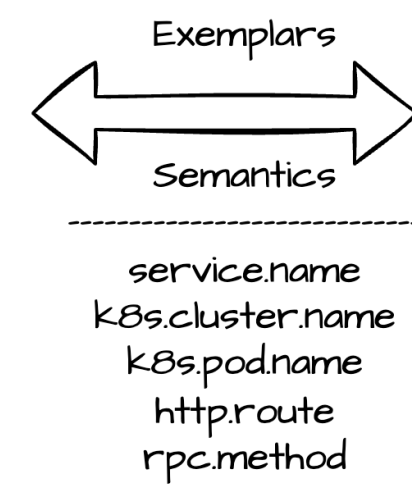 Exemplars
Semantics
service.name
k8s.cluster.name
k8s.pod.name
http.route
rpc.method